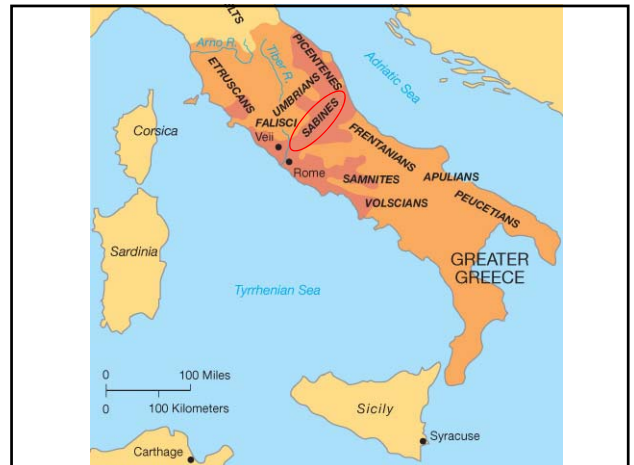 LTS
Arno R.
Tiber R.
PICENTENES
Adriatic Sea
ETRUSCANS
UMBRIANS
SABINES
FALISCI
Corsica
Veii
FRENTANIANS
Rome
SAMNITES
APULIANS
VOLSCIANS
PEUCETIANS
Sardinia
GREATER
GREECE
Tyrrhenian Sea
0 100 Miles
0 100 Kilometers
Sicily
Syracuse
Carthage